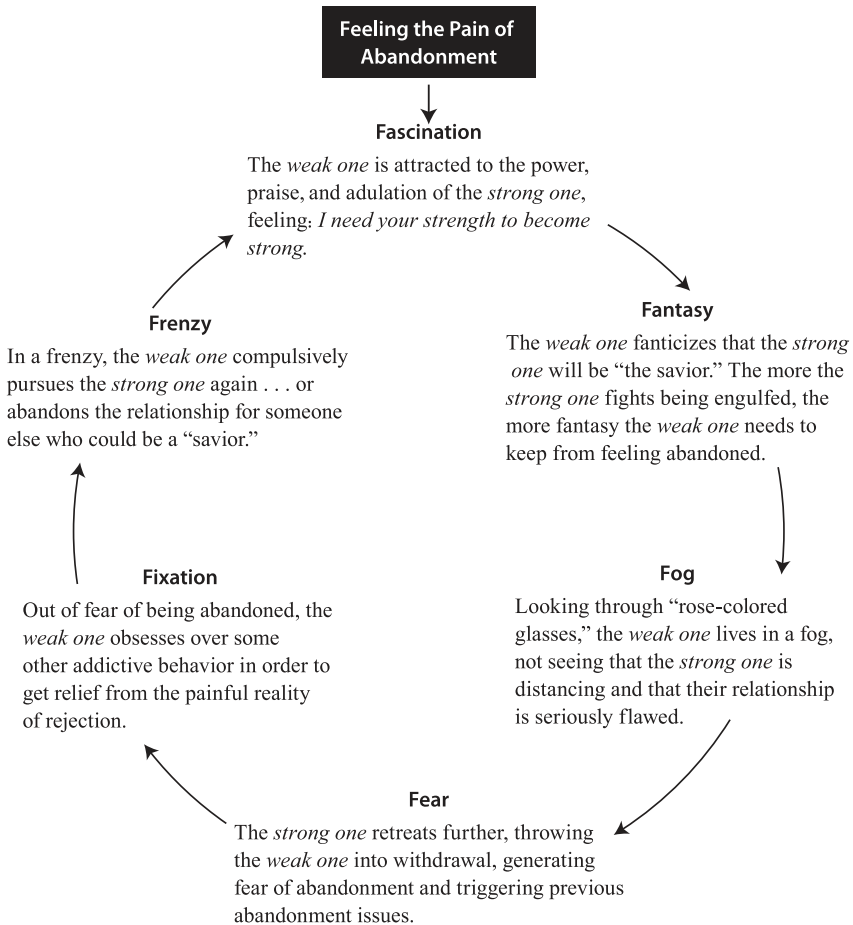 Feeling the Pain of
Abandonment
Fascination
The weak one is attracted to the power,
praise, and adulation of the strong one,
feeling: I need your strength to become
strong.
Fantasy
The weak one fanticizes that the strong
one will be “the savior.” The more the
strong one fights being engulfed, the
more fantasy the weak one needs to
keep from feeling abandoned.
Fog
Looking through “rose-colored
glasses,” the weak one lives in a fog,
not seeing that the strong one is
distancing and that their relationship
is seriously flawed.
Fear
The strong one retreats further, throwing
the weak one into withdrawal, generating
fear of abandonment and triggering previous
abandonment issues.
Fixation
Out of fear of being abandoned, the
weak one obsesses over some
other addictive behavior in order to
get relief from the painful reality
of rejection.
Frenzy
In a frenzy, the weak one compulsively
pursues the strong one again . . . or
abandons the relationship for someone
else who could be a “savior.”